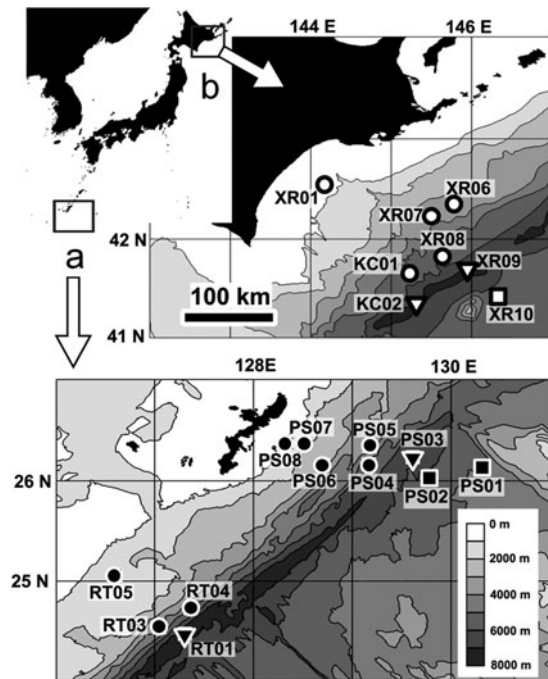 144 E
146 E
b
XR01
XR06
XR07
42 N
XR08
KC01
XR09
a
KC02
XR10
100 km
41 N
128E
130 E
PS07
PS05
PS03
PS08
PS06
PS04
PS02
PS01
26 N
0 m
2000 m
25 N
RT05
RT04
4000 m
RT03
RT01
6000 m
8000 m